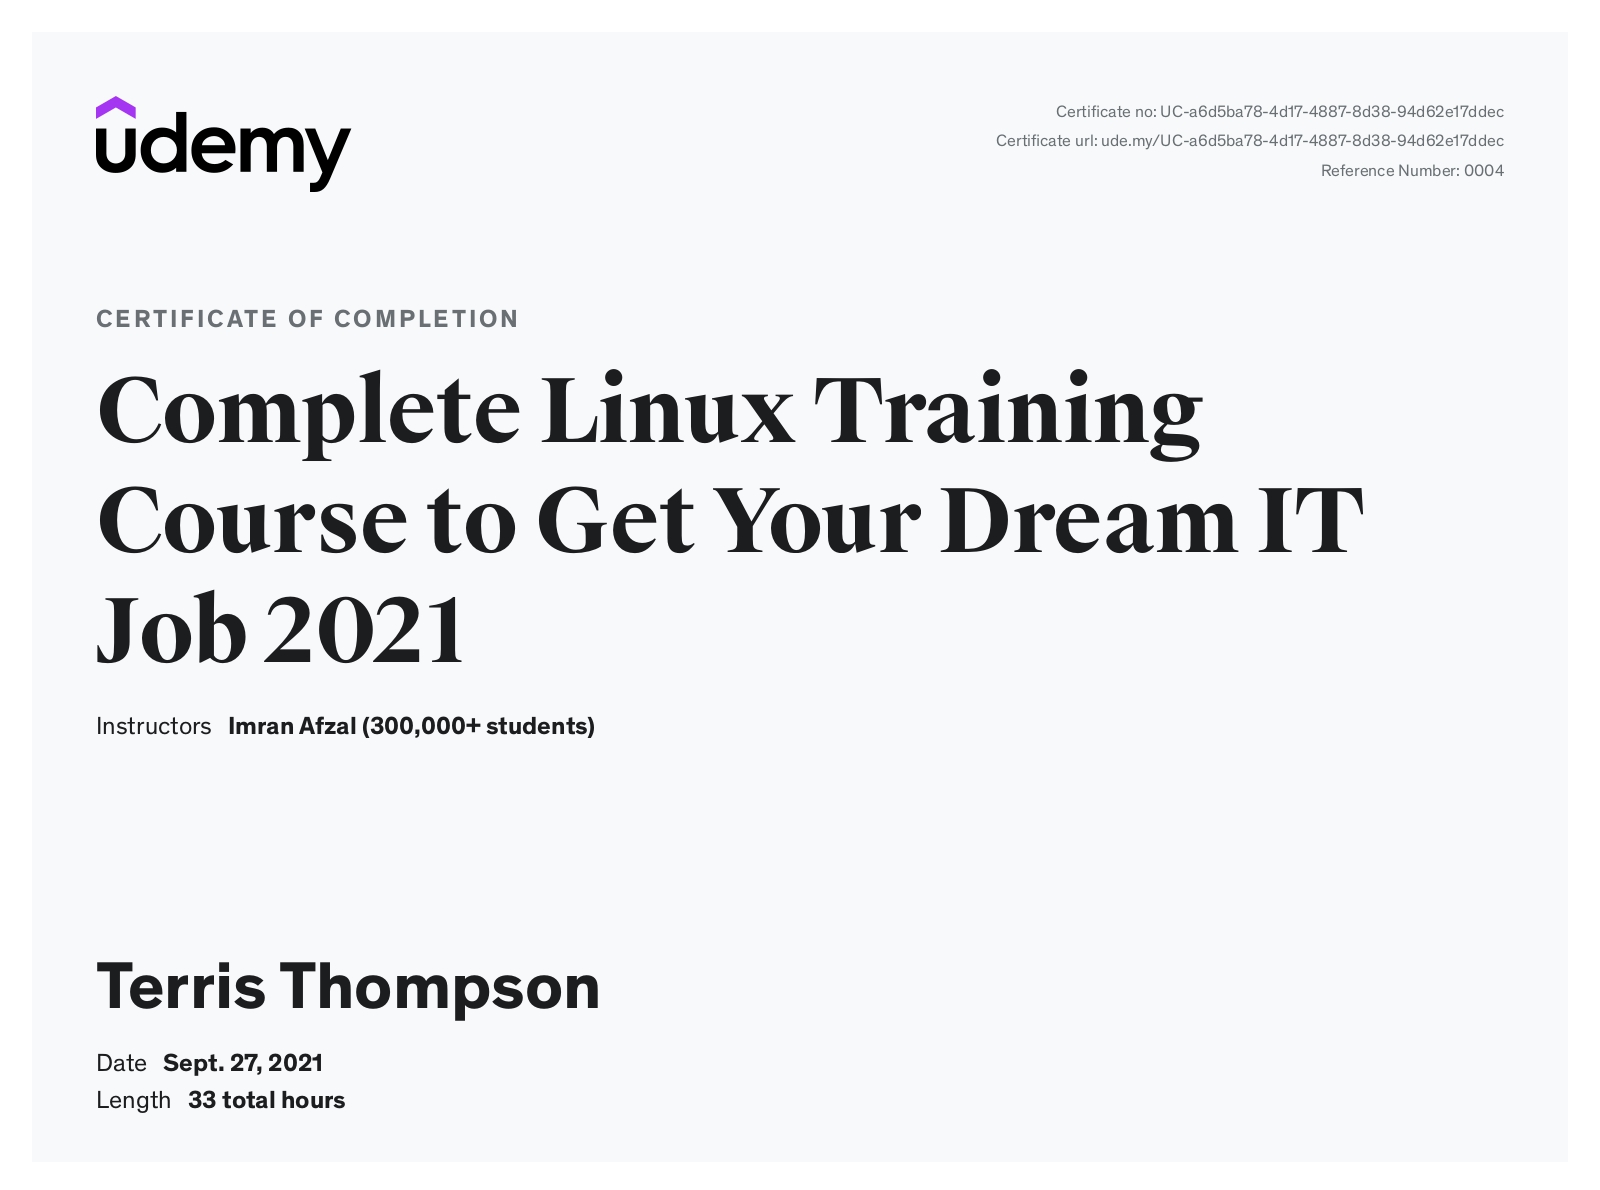 udemy
Certificate no: UC-a6d5ba78-4d17-4887-8d38-94d62e17ddec
Certificate url: ude.my/UC-a6d5ba78-4d17-4887-8d38-94d62e17ddec
Reference Number: 0004
CERTIFICATE OF COMPLETION
Complete Linux Training
Course to Get Your Dream IT
Job 2021
Instructors Imran Afzal (300,000+ students)
Terris Thompson
Date Sept. 27, 2021
Length 33 total hours